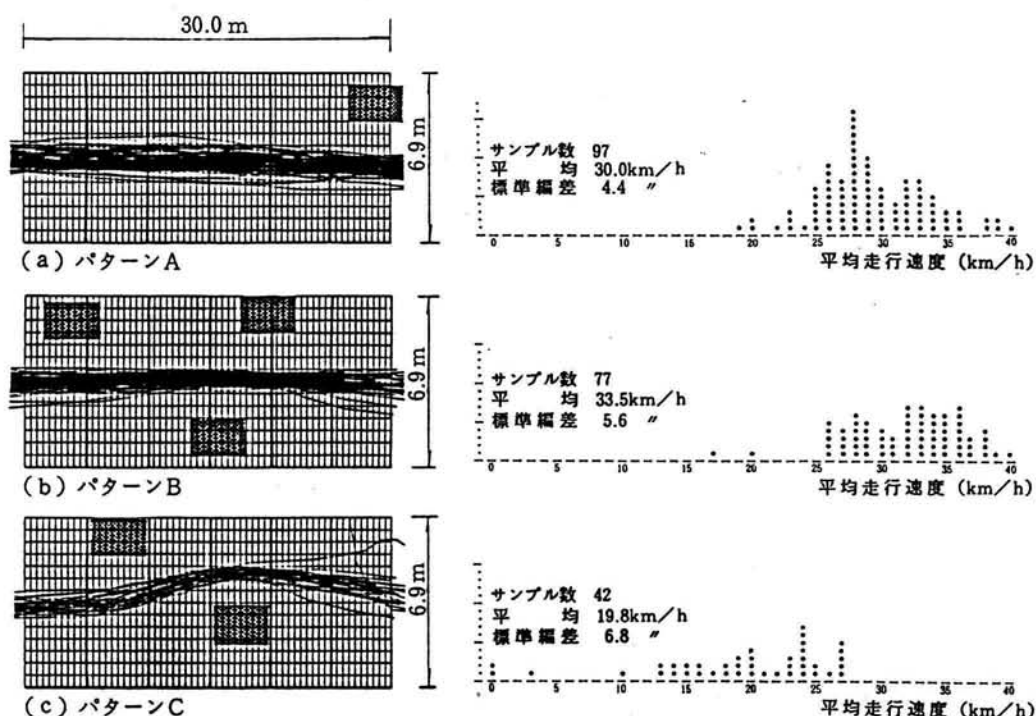 30.0 m
6.9 m
サンプル数 97
平 均 30.0km/h
標準編差 4.4 〃
0 5 10 15 20 25 30 35 40
平均走行速度 (km/h)
(a) パターンA
6.9 m
サンプル数 77
平 均 33.5km/h
標準編差 5.6 〃
0 5 10 15 20 25 30 35 40
平均走行速度 (km/h)
(b) パターンB
6.9 m
サンプル数 42
平 均 19.8km/h
標準編差 6.8 〃
0 5 10 15 20 25 30 35 40
平均走行速度 (km/h)
(c) パターンC